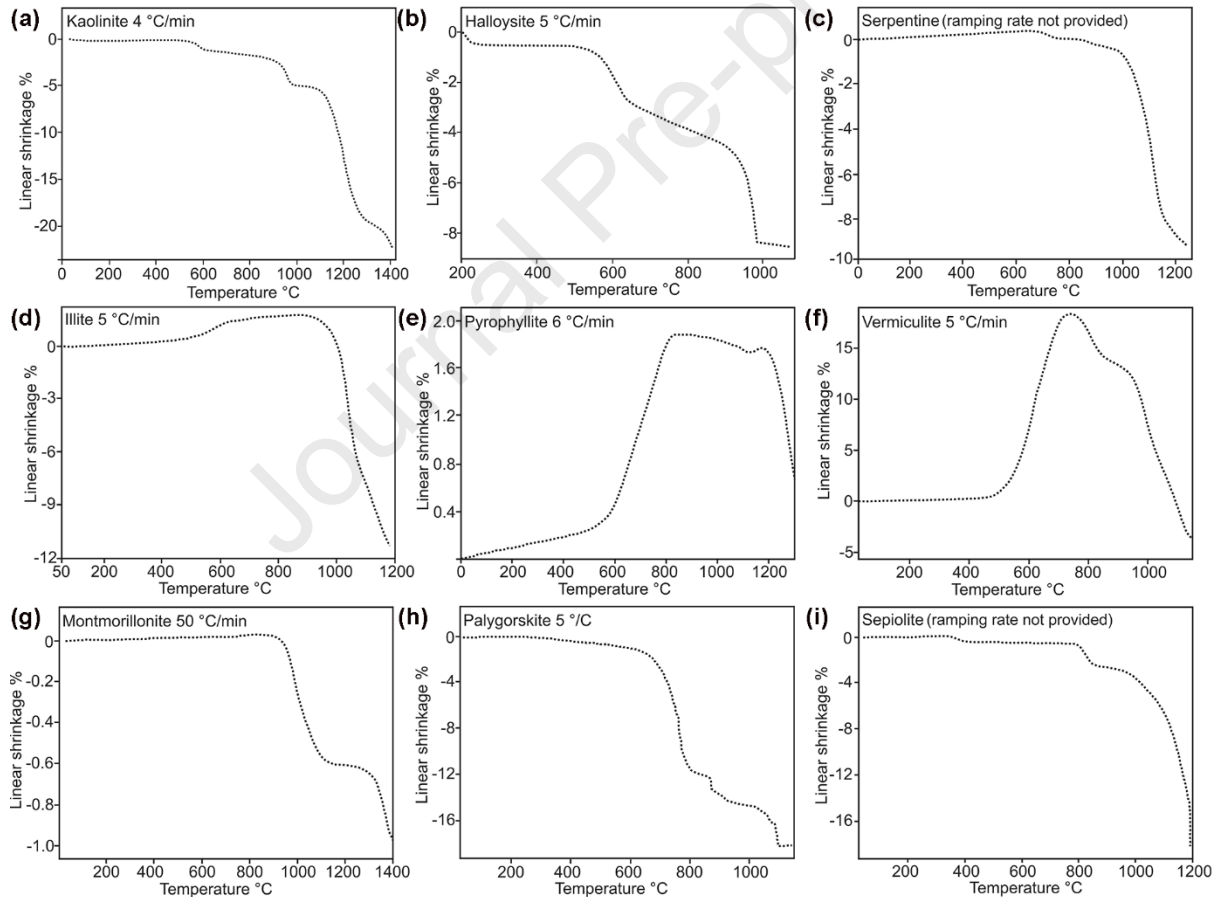 (a) Kaolinite 4 °C/min
Linear shrinkage %
0
-5
-10
-15
-20
0 200 400 600 800 1000 1200 1400
Temperature °C
(b) Halloysite 5 °C/min
Linear shrinkage %
0
-2
-4
-6
-8
200 400 600 800 1000
Temperature °C
(c) Serpentine (ramping rate not provided)
Linear shrinkage %
0
-2
-4
-6
-8
-10
0 200 400 600 800 1000 1200
Temperature °C
(d) Illite 5 °C/min
Linear shrinkage %
0
-3
-6
-9
-12
50 200 400 600 800 1000 1200
Temperature °C
(e) Pyrophyllite 6 °C/min
Linear shrinkage %
2.0
1.6
1.2
0.8
0.4
0 200 400 600 800 1000 1200
Temperature °C
(f) Vermiculite 5 °C/min
Linear shrinkage %
15
10
5
0
-5
200 400 600 800 1000
Temperature °C
(g) Montmorillonite 50 °C/min
Linear shrinkage %
0
-0.2
-0.4
-0.6
-0.8
-1.0
200 400 600 800 1000 1200 1400
Temperature °C
(h) Palygorskite 5 °/C
Linear shrinkage %
0
-4
-8
-12
-16
200 400 600 800 1000
Temperature °C
(i) Sepiolite (ramping rate not provided)
Linear shrinkage %
0
-4
-8
-12
-16
200 400 600 800 1000 1200
Temperature °C
Journal Pre-p